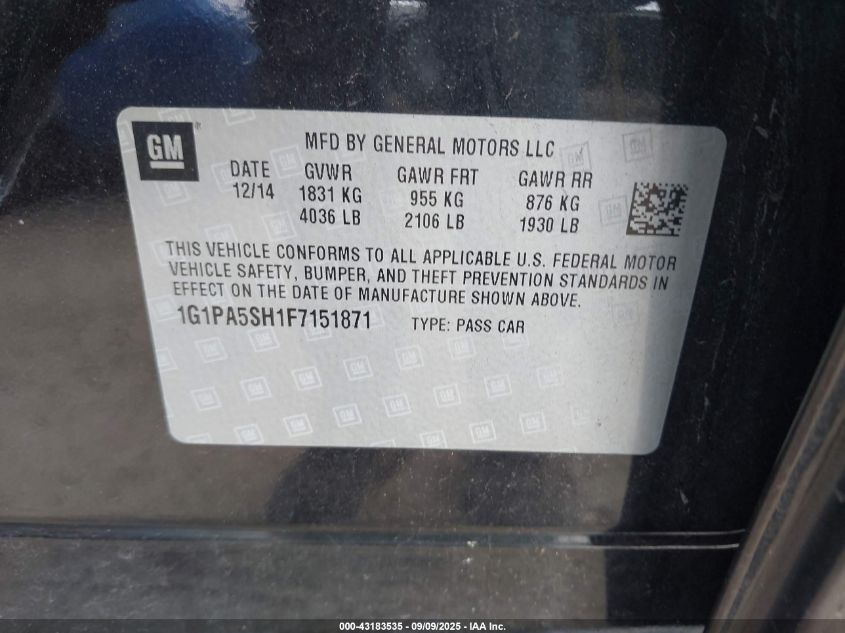 GM
MFD BY GENERAL MOTORS LLC
DATE GVWR GAWR FRT GAWR RR
12/14 1831 KG 955 KG 876 KG
4036 LB 2106 LB 1930 LB
THIS VEHICLE CONFORMS TO ALL APPLICABLE U.S. FEDERAL MOTOR
VEHICLE SAFETY, BUMPER, AND THEFT PREVENTION STANDARDS IN
EFFECT ON THE DATE OF MANUFACTURE SHOWN ABOVE.
1G1PA5SH1F7151871 TYPE: PASS CAR
000-43183535 - 09/09/2025 - IAA Inc.